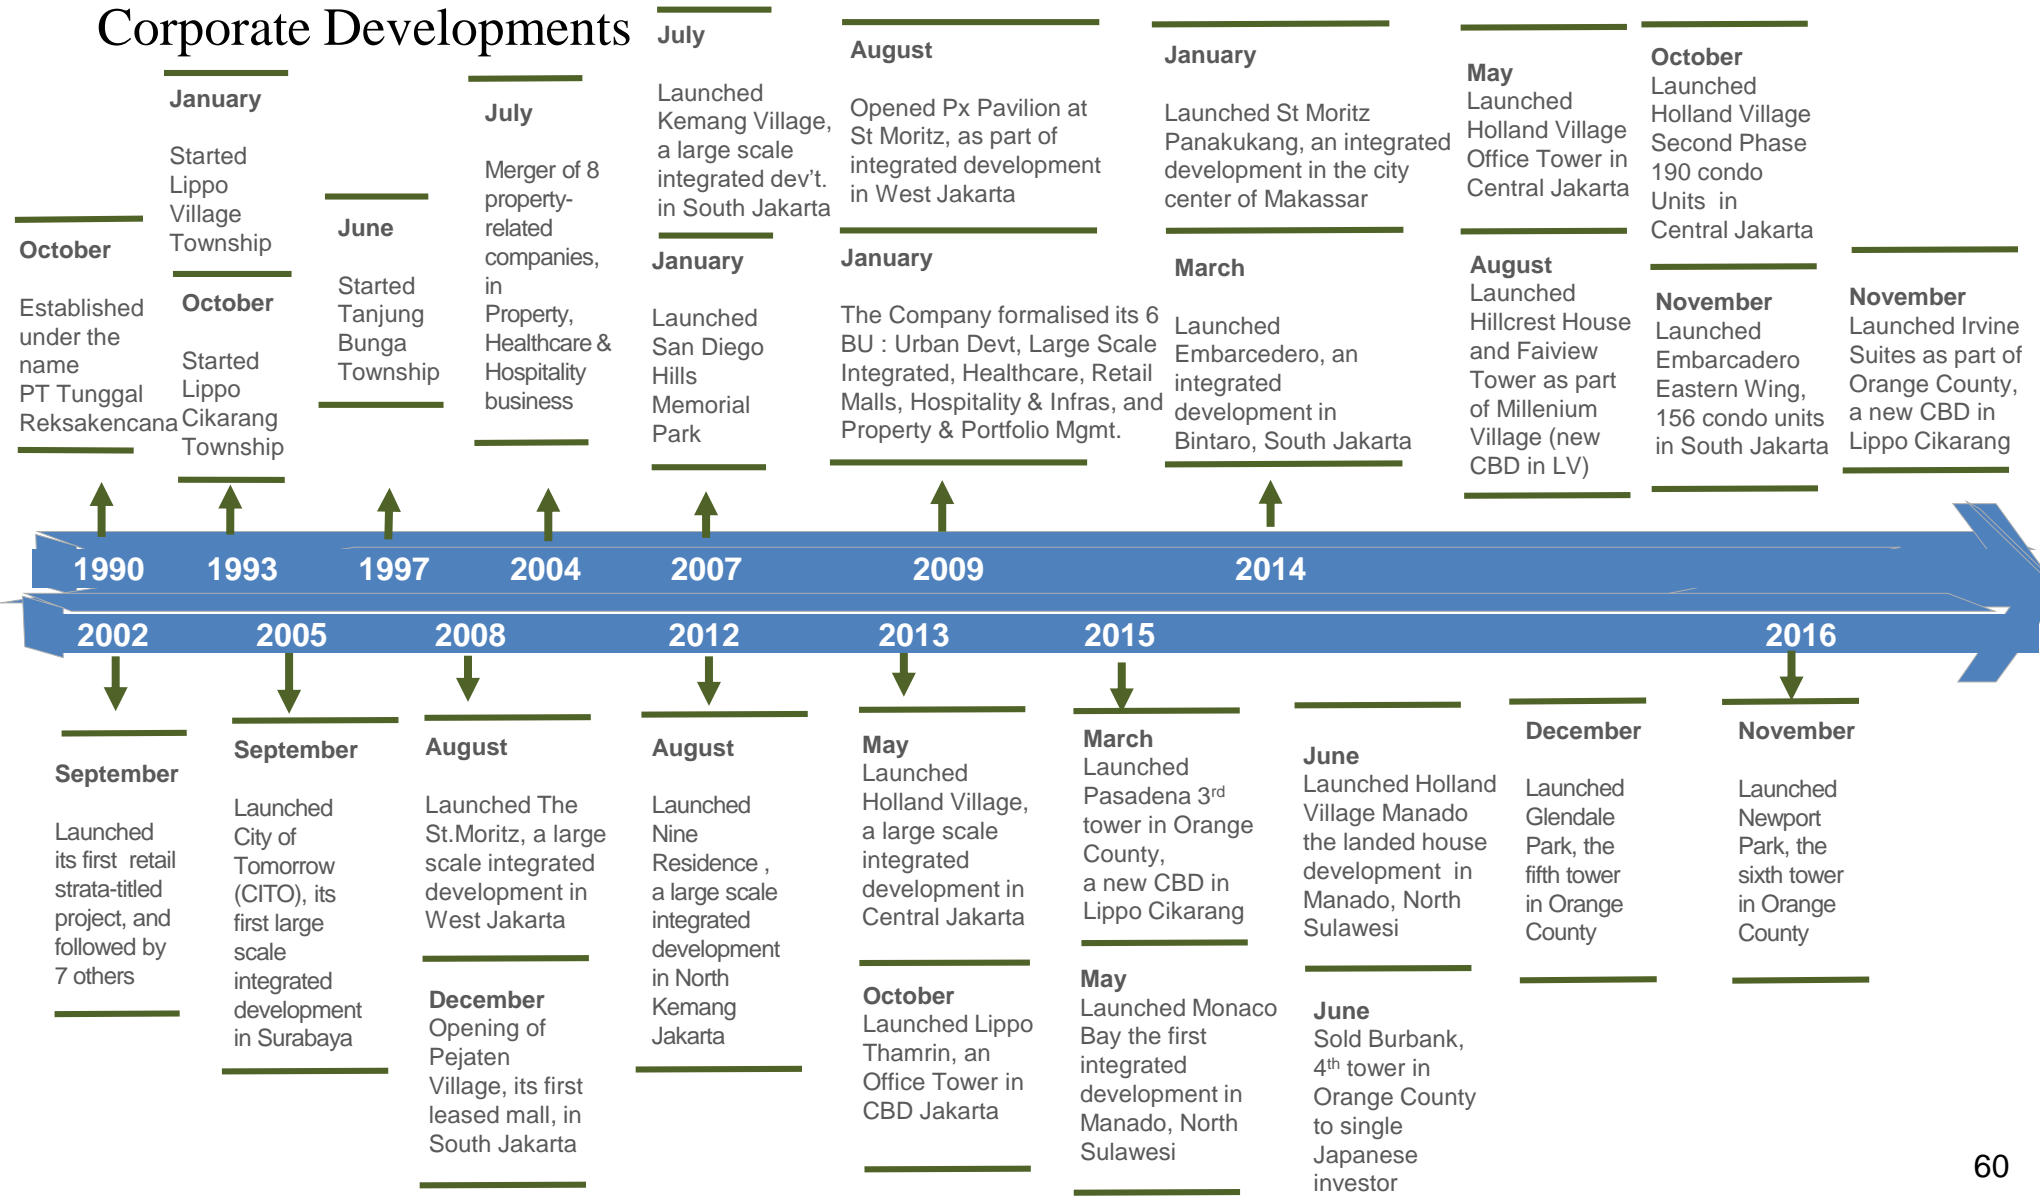 Corporate Developments
October
Established
under the
name
PT Tunggal
Reksakencana
January
Started
Lippo
Village
Township
October
Started
Lippo
Cikarang
Township
June
Started
Tanjung
Bunga
Township
July
Merger of 8
property-
related
companies,
in
Property,
Healthcare &
Hospitality
business
July
Launched
Kemang Village,
a large scale
integrated dev’t.
in South Jakarta
January
Launched
San Diego
Hills
Memorial
Park
August
Opened Px Pavilion at
St Moritz, as part of
integrated development
in West Jakarta
January
The Company formalised its 6
BU : Urban Devt, Large Scale
Integrated, Healthcare, Retail
Malls, Hospitality & Infras, and
Property & Portfolio Mgmt.
January
Launched St Moritz
Panakukang, an integrated
development in the city
center of Makassar
March
Launched
Embarcedero, an
integrated
development in
Bintaro, South Jakarta
May
Launched
Holland Village
Office Tower in
Central Jakarta
August
Launched
Hillcrest House
and Faiview
Tower as part
of Millenium
Village (new
CBD in LV)
October
Launched
Holland Village
Second Phase
190 condo
Units in
Central Jakarta
November
Launched
Embarcadero
Eastern Wing,
156 condo units
in South Jakarta
November
Launched Irvine
Suites as part of
Orange County,
a new CBD in
Lippo Cikarang
1990 1993 1997 2004 2007 2009 2014
2002 2005 2008 2012 2013 2015 2016
September
Launched
its first retail
strata-titled
project, and
followed by
7 others
September
Launched
City of
Tomorrow
(CITO), its
first large
scale
integrated
development
in Surabaya
August
Launched The
St.Moritz, a large
scale integrated
development in
West Jakarta
December
Opening of
Pejaten
Village, its first
leased mall, in
South Jakarta
August
Launched
Nine
Residence ,
a large scale
integrated
development
in North
Kemang
Jakarta
May
Launched
Holland Village,
a large scale
integrated
development in
Central Jakarta
October
Launched Lippo
Thamrin, an
Office Tower in
CBD Jakarta
March
Launched
Pasadena 3rd
tower in Orange
County,
a new CBD in
Lippo Cikarang
May
Launched Monaco
Bay the first
integrated
development in
Manado, North
Sulawesi
June
Launched Holland
Village Manado
the landed house
development in
Manado, North
Sulawesi
June
Sold Burbank,
4th tower in
Orange County
to single
Japanese
investor
December
Launched
Glendale
Park, the
fifth tower
in Orange
County
November
Launched
Newport
Park, the
sixth tower
in Orange
County
60